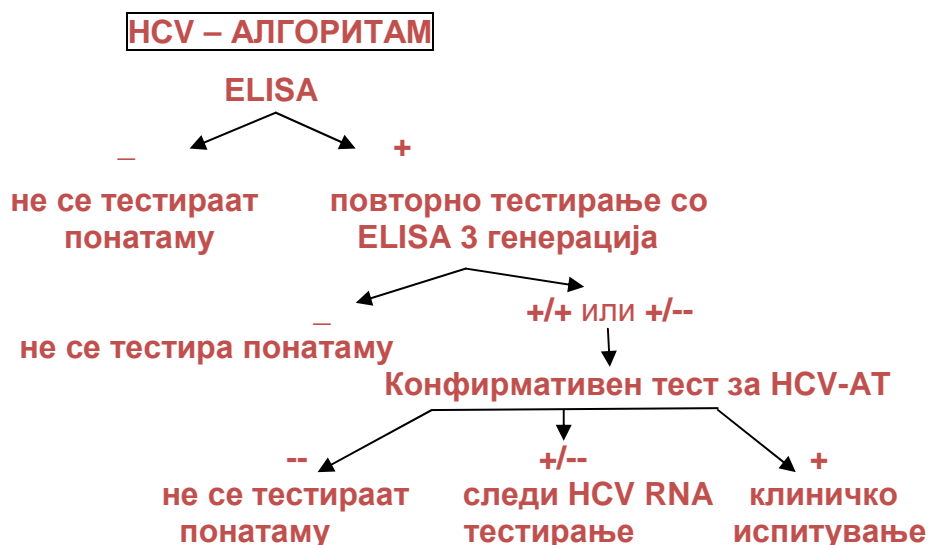 HCV – АЛГОРИТАМ
ELISA
_ +
не се тестираат повторно тестирање со
понатаму ELISA 3 генерација
_ +/+ или +/--
не се тестира понатаму
Конфирмативен тест за HCV-АТ
-- +/-- +
не се тестираат следи HCV RNA клиничко
понатаму тестирање испитување